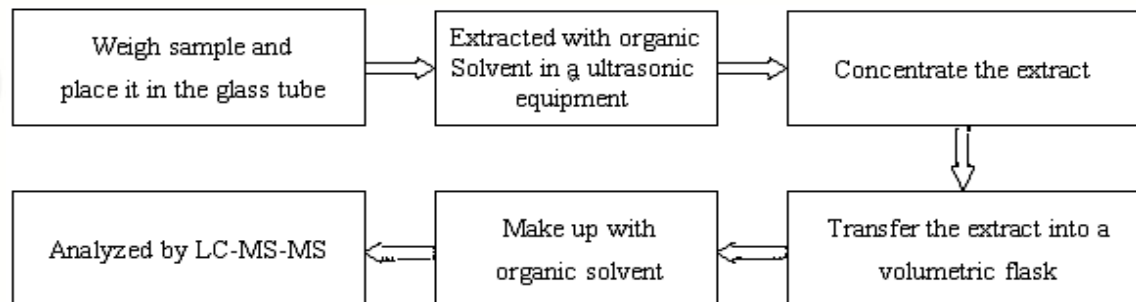 Weigh sample and
place it in the glass tube
Extracted with organic
Solvent in a ultrasonic
equipment
Concentrate the extract
Transfer the extract into a
volumetric flask
Make up with
organic solvent
Analyzed by LC-MS-MS